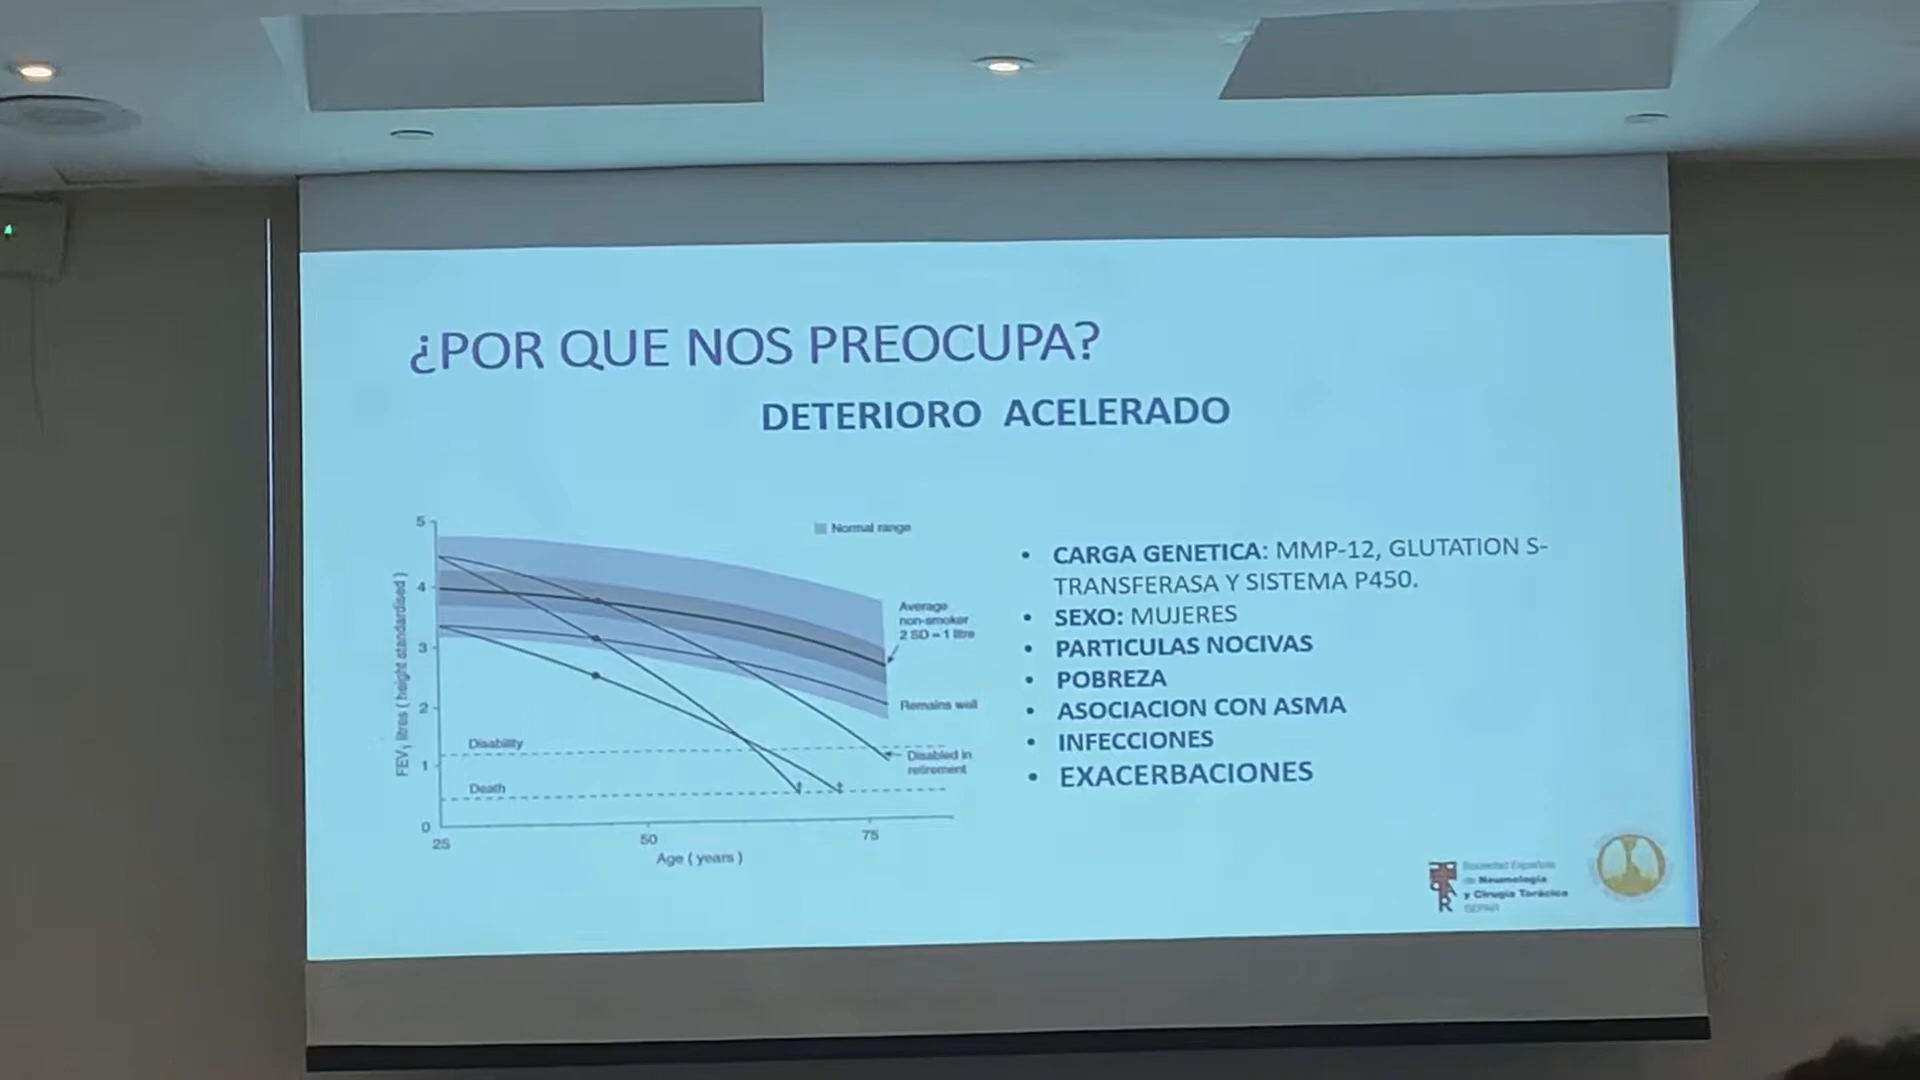 ¿POR QUE NOS PREOCUPA?
DETERIORO ACELERADO
5
4
3
2
1
0
25
50
75
FEV₁ litres ( height standardised )
Age ( years )
Normal range
Average
non-smoker
2 SD = 1 litre
Remains well
Disability
Disabled in
retirement
Death
• CARGA GENETICA: MMP-12, GLUTATION S-
TRANSFERASA Y SISTEMA P450.
• SEXO: MUJERES
• PARTICULAS NOCIVAS
• POBREZA
• ASOCIACION CON ASMA
• INFECCIONES
• EXACERBACIONES
Sociedad Española
de Neumología
y Cirugía Torácica
SEPAR